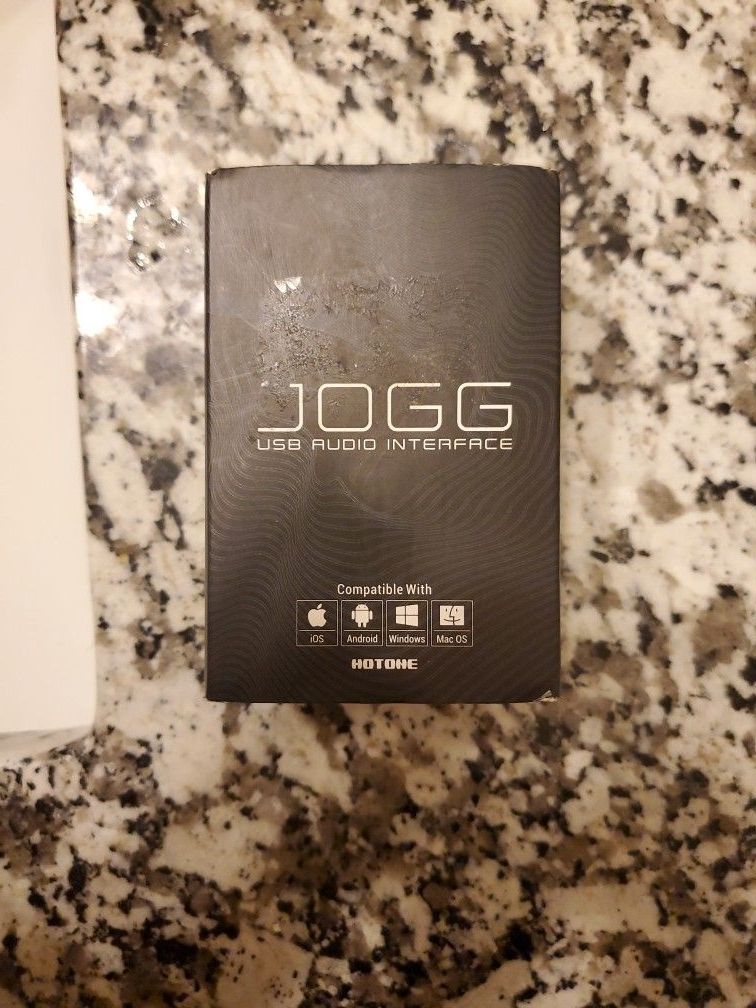 JOGG
USB AUDIO INTERFACE
Compatible With
iOS Android Windows Mac OS
HOTONE